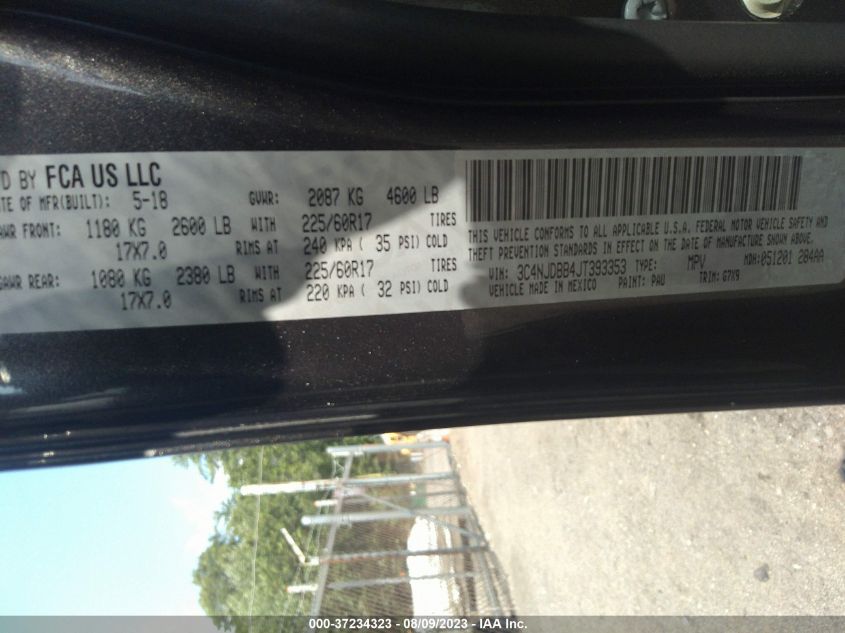 D BY FCA US LLC
ATE OF MFR(BUILT): 5-18 GVWR: 2087 KG 4600 LB
AWR FRONT: 1180 KG 2600 LB WITH 225/60R17 TIRES
17X7.0 RIMS AT 240 KPA ( 35 PSI) COLD
GAWR REAR: 1080 KG 2380 LB WITH 225/60R17 TIRES
17X7.0 RIMS AT 220 KPA ( 32 PSI) COLD
THIS VEHICLE CONFORMS TO ALL APPLICABLE U.S.A. FEDERAL MOTOR VEHICLE SAFETY AND
THEFT PREVENTION STANDARDS IN EFFECT ON THE DATE OF MANUFACTURE SHOWN ABOVE.
VIN: 3C4NJDBB4JT393353 TYPE: MPV MDH:051201 284AA
VEHICLE MADE IN MEXICO PAINT: PAU TRIM: G7X9
000-37234323 - 08/09/2023 - IAA, Inc.